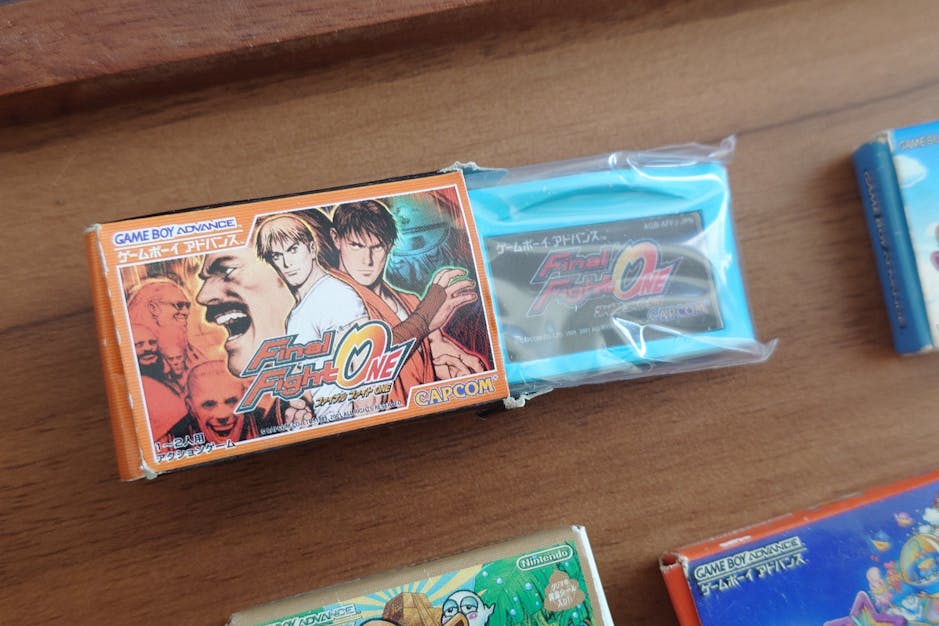 GAME BOY ADVANCE
ゲームボーイ アドバンス
Final
Fight ONE
ファイナル ファイト ONE
CAPCOM
1〜2人用
アクションゲーム
ゲームボーイ アドバンス
Final
Fight ONE
CAPCOM
GAME BOY
Nintendo
GAME BOY ADVANCE
GAME BOY ADVANCE
ゲームボーイ アドバンス